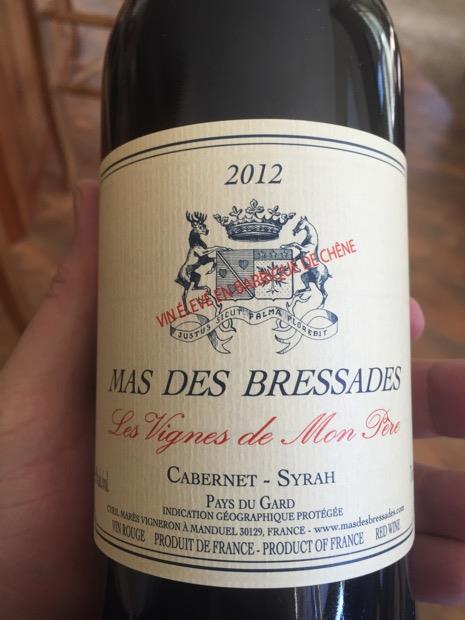 2012
VIN ÉLEVÉ EN BARRIQUE DE CHÊNE
JUSTUS SICUT PALMA FLOREBIT
MAS DES BRESSADES
Les Vignes de Mon Père
CABERNET - SYRAH
PAYS DU GARD
INDICATION GÉOGRAPHIQUE PROTÉGÉE
CYRIL MARÈS VIGNERON À MANDUEL 30129, FRANCE - www.masdesbressades.com
VIN ROUGE PRODUIT DE FRANCE - PRODUCT OF FRANCE RED WINE